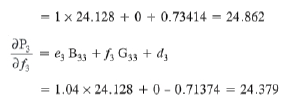 = 1 × 24.128 + 0 + 0.73414 = 24.862
∂P₃/∂f₃ = e₃ B₃₃ + f₃ G₃₃ + d₃
= 1.04 × 24.128 + 0 − 0.71374 = 24.379